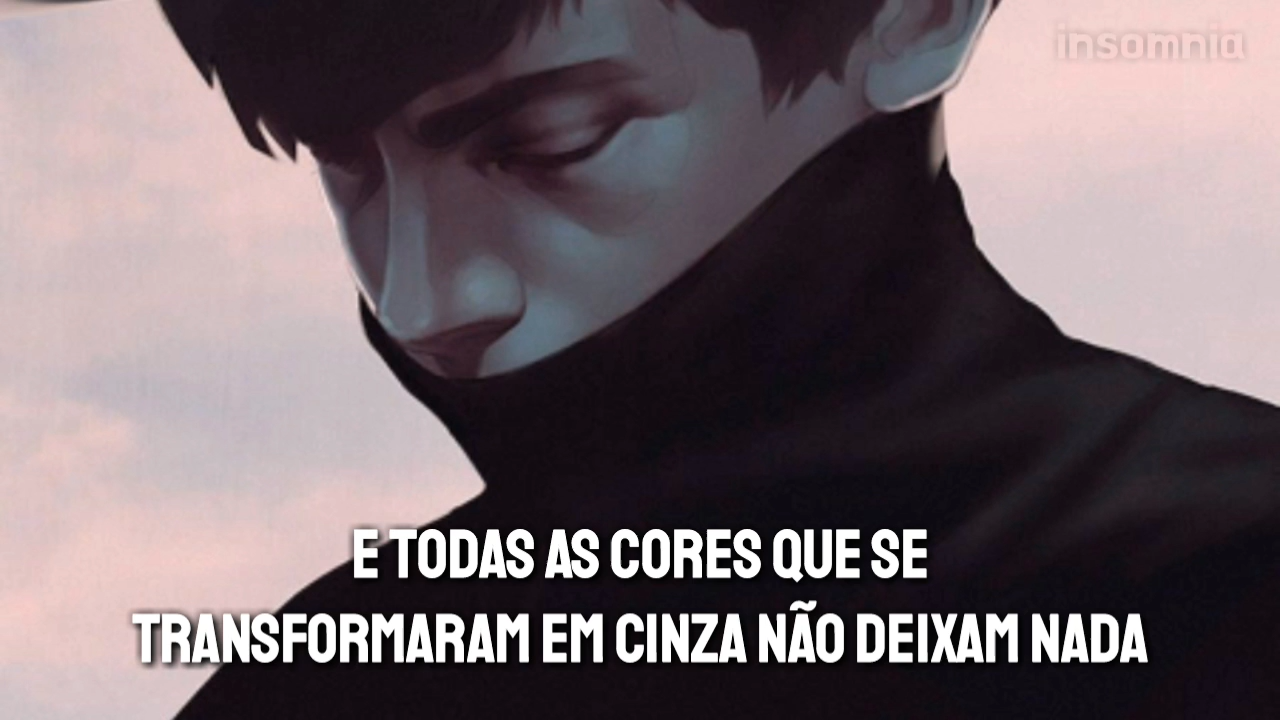 insomnia
E TODAS AS CORES QUE SE
TRANSFORMARAM EM CINZA NÃO DEIXAM NADA